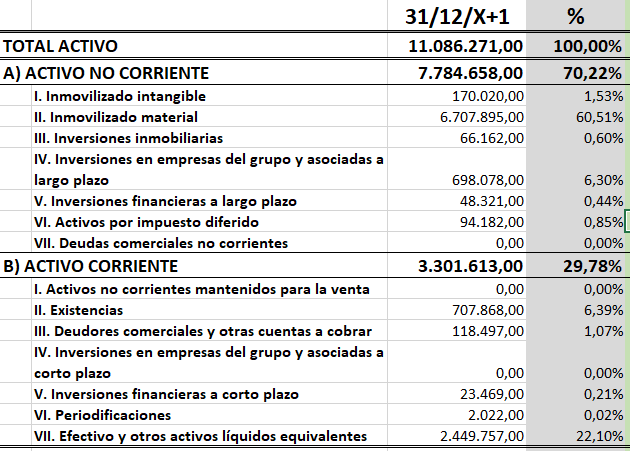 31/12/X+1 %
TOTAL ACTIVO 11.086.271,00 100,00%
A) ACTIVO NO CORRIENTE 7.784.658,00 70,22%
I. Inmovilizado intangible 170.020,00 1,53%
II. Inmovilizado material 6.707.895,00 60,51%
III. Inversiones inmobiliarias 66.162,00 0,60%
IV. Inversiones en empresas del grupo y asociadas a
largo plazo 698.078,00 6,30%
V. Inversiones financieras a largo plazo 48.321,00 0,44%
VI. Activos por impuesto diferido 94.182,00 0,85%
VII. Deudas comerciales no corrientes 0,00 0,00%
B) ACTIVO CORRIENTE 3.301.613,00 29,78%
I. Activos no corrientes mantenidos para la venta 0,00 0,00%
II. Existencias 707.868,00 6,39%
III. Deudores comerciales y otras cuentas a cobrar 118.497,00 1,07%
IV. Inversiones en empresas del grupo y asociadas a
corto plazo 0,00 0,00%
V. Inversiones financieras a corto plazo 23.469,00 0,21%
VI. Periodificaciones 2.022,00 0,02%
VII. Efectivo y otros activos líquidos equivalentes 2.449.757,00 22,10%